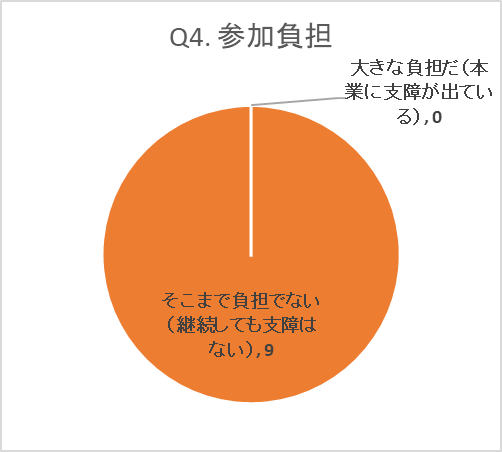 Q4. 参加負担
大きな負担だ(本
業に支障が出てい
る), 0
そこまで負担でない
(継続しても支障は
ない), 9